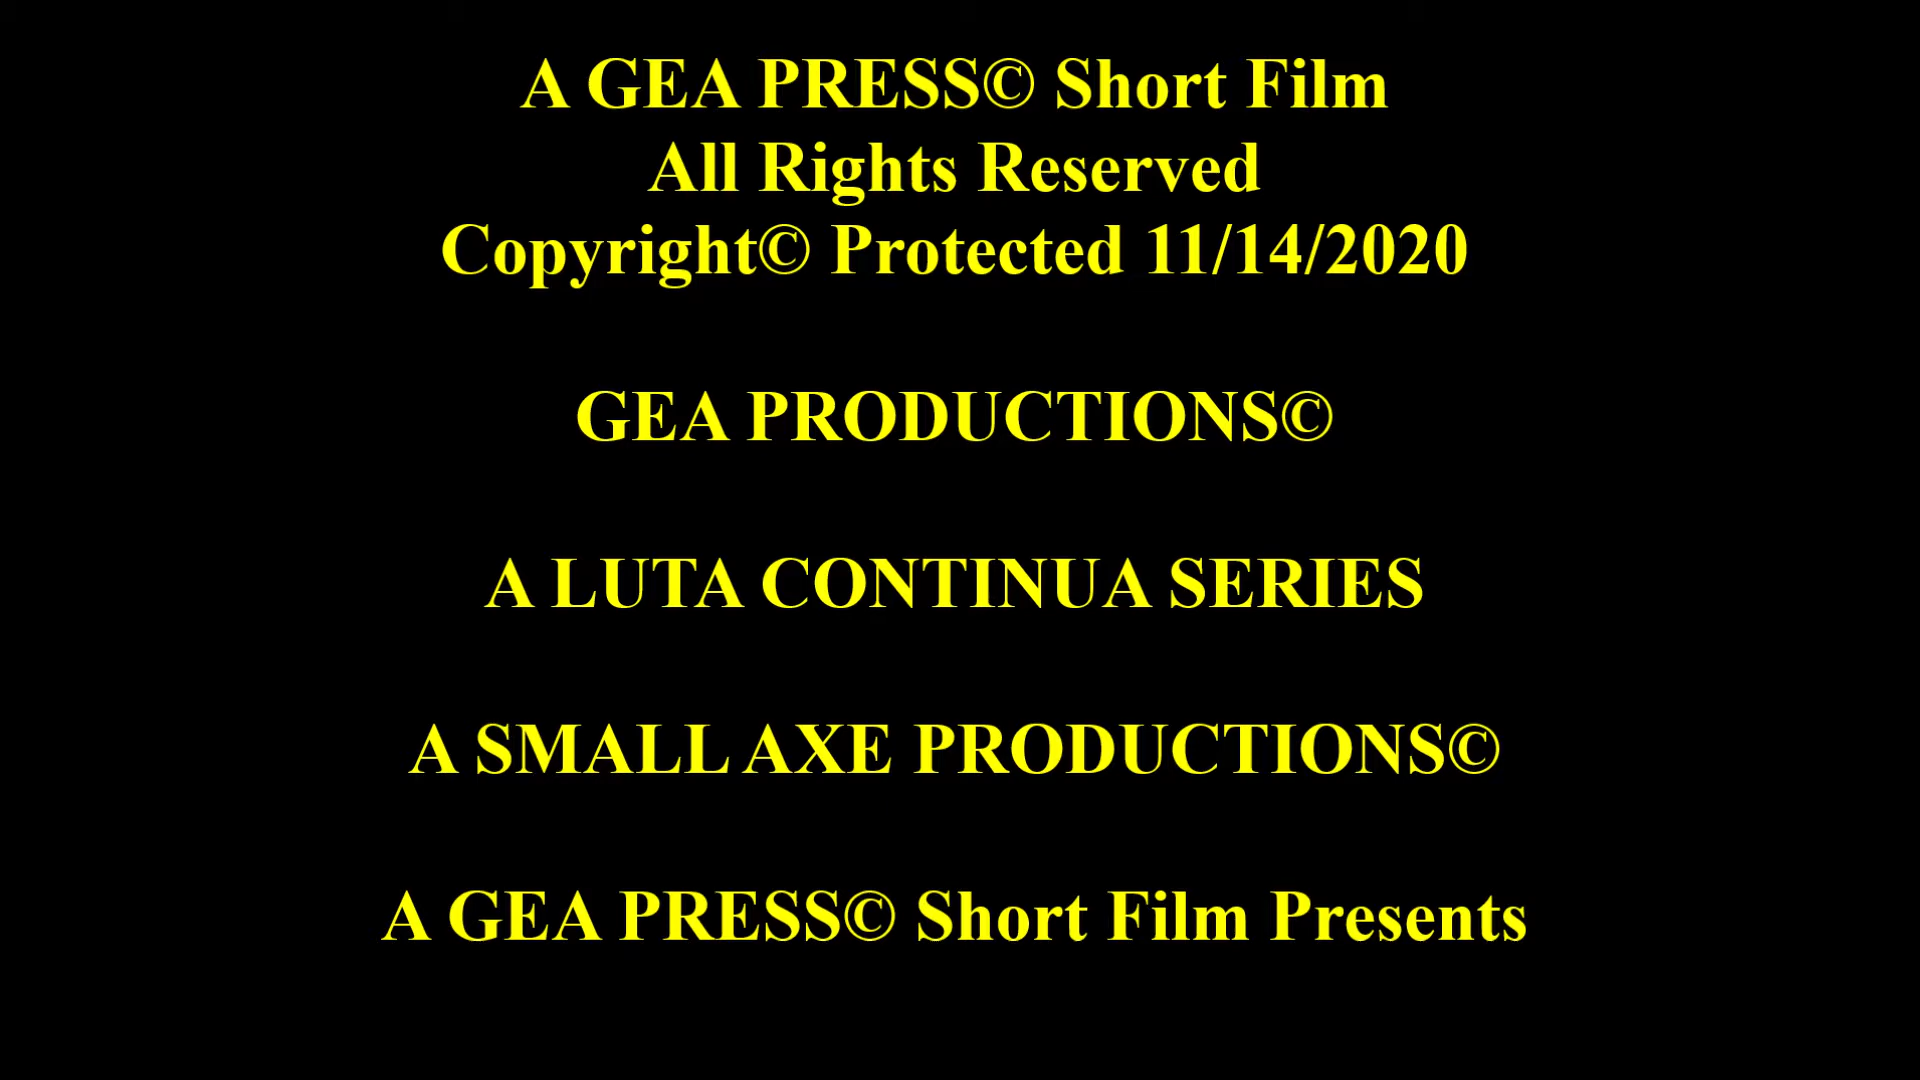 A GEA PRESS© Short Film
All Rights Reserved
Copyright© Protected 11/14/2020
GEA PRODUCTIONS©
A LUTA CONTINUA SERIES
A SMALL AXE PRODUCTIONS©
A GEA PRESS© Short Film Presents